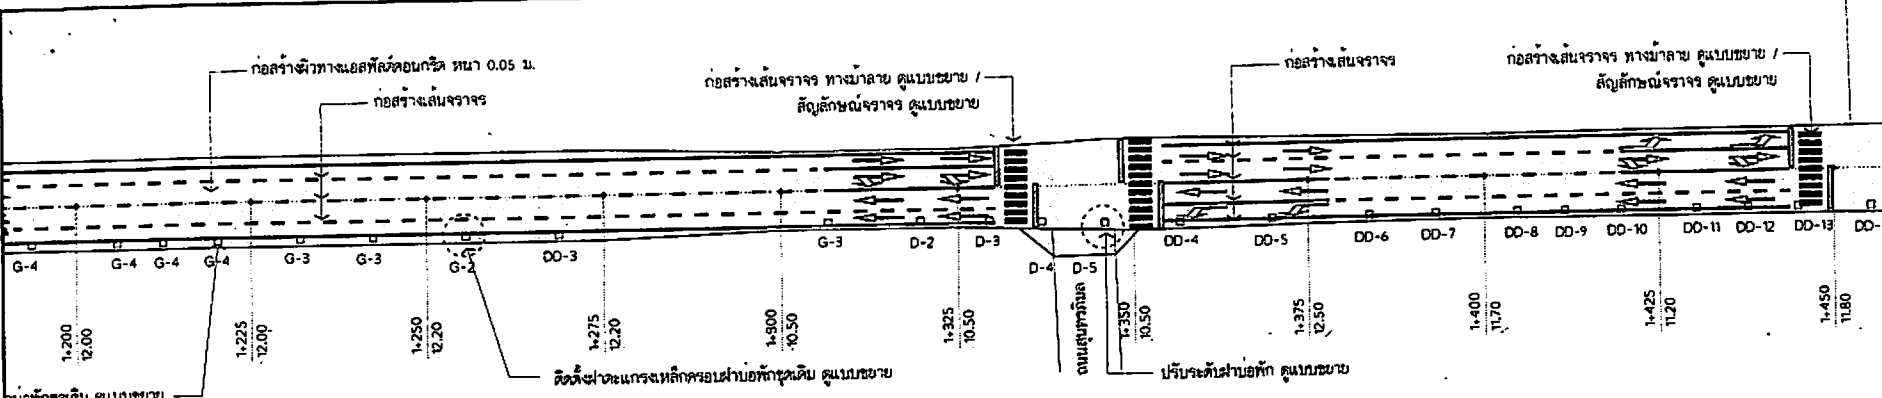 ก่อสร้างผิวทางแอสฟัลต์คอนกรีต หนา 0.05 ม.
ก่อสร้างเส้นจราจร
ก่อสร้างเส้นจราจร ทางม้าลาย ดูแบบขยาย /
สัญลักษณ์จราจร ดูแบบขยาย
ก่อสร้างเส้นจราจร
ก่อสร้างเส้นจราจร ทางม้าลาย ดูแบบขยาย /
สัญลักษณ์จราจร ดูแบบขยาย
G-4 G-4 G-4 G-4 G-3 G-3 G-2 DD-3 G-3 D-2 D-3 D-4 D-5 DD-4 DD-5 DD-6 DD-7 DD-8 DD-9 DD-10 DD-11 DD-12 DD-13 DD-
1+200
12.00
1+225
12.00
1+250
12.20
1+275
12.20
1+300
10.50
1+325
10.50
ถนนสุนทรภิมล
1+350
10.50
1+375
12.50
1+400
11.70
1+425
11.20
1+450
11.80
ติดตั้งฝาตะแกรงเหล็กครอบฝาบ่อพักชุดเดิม ดูแบบขยาย
ปรับระดับฝาบ่อพัก ดูแบบขยาย
ดูแบบขยาย